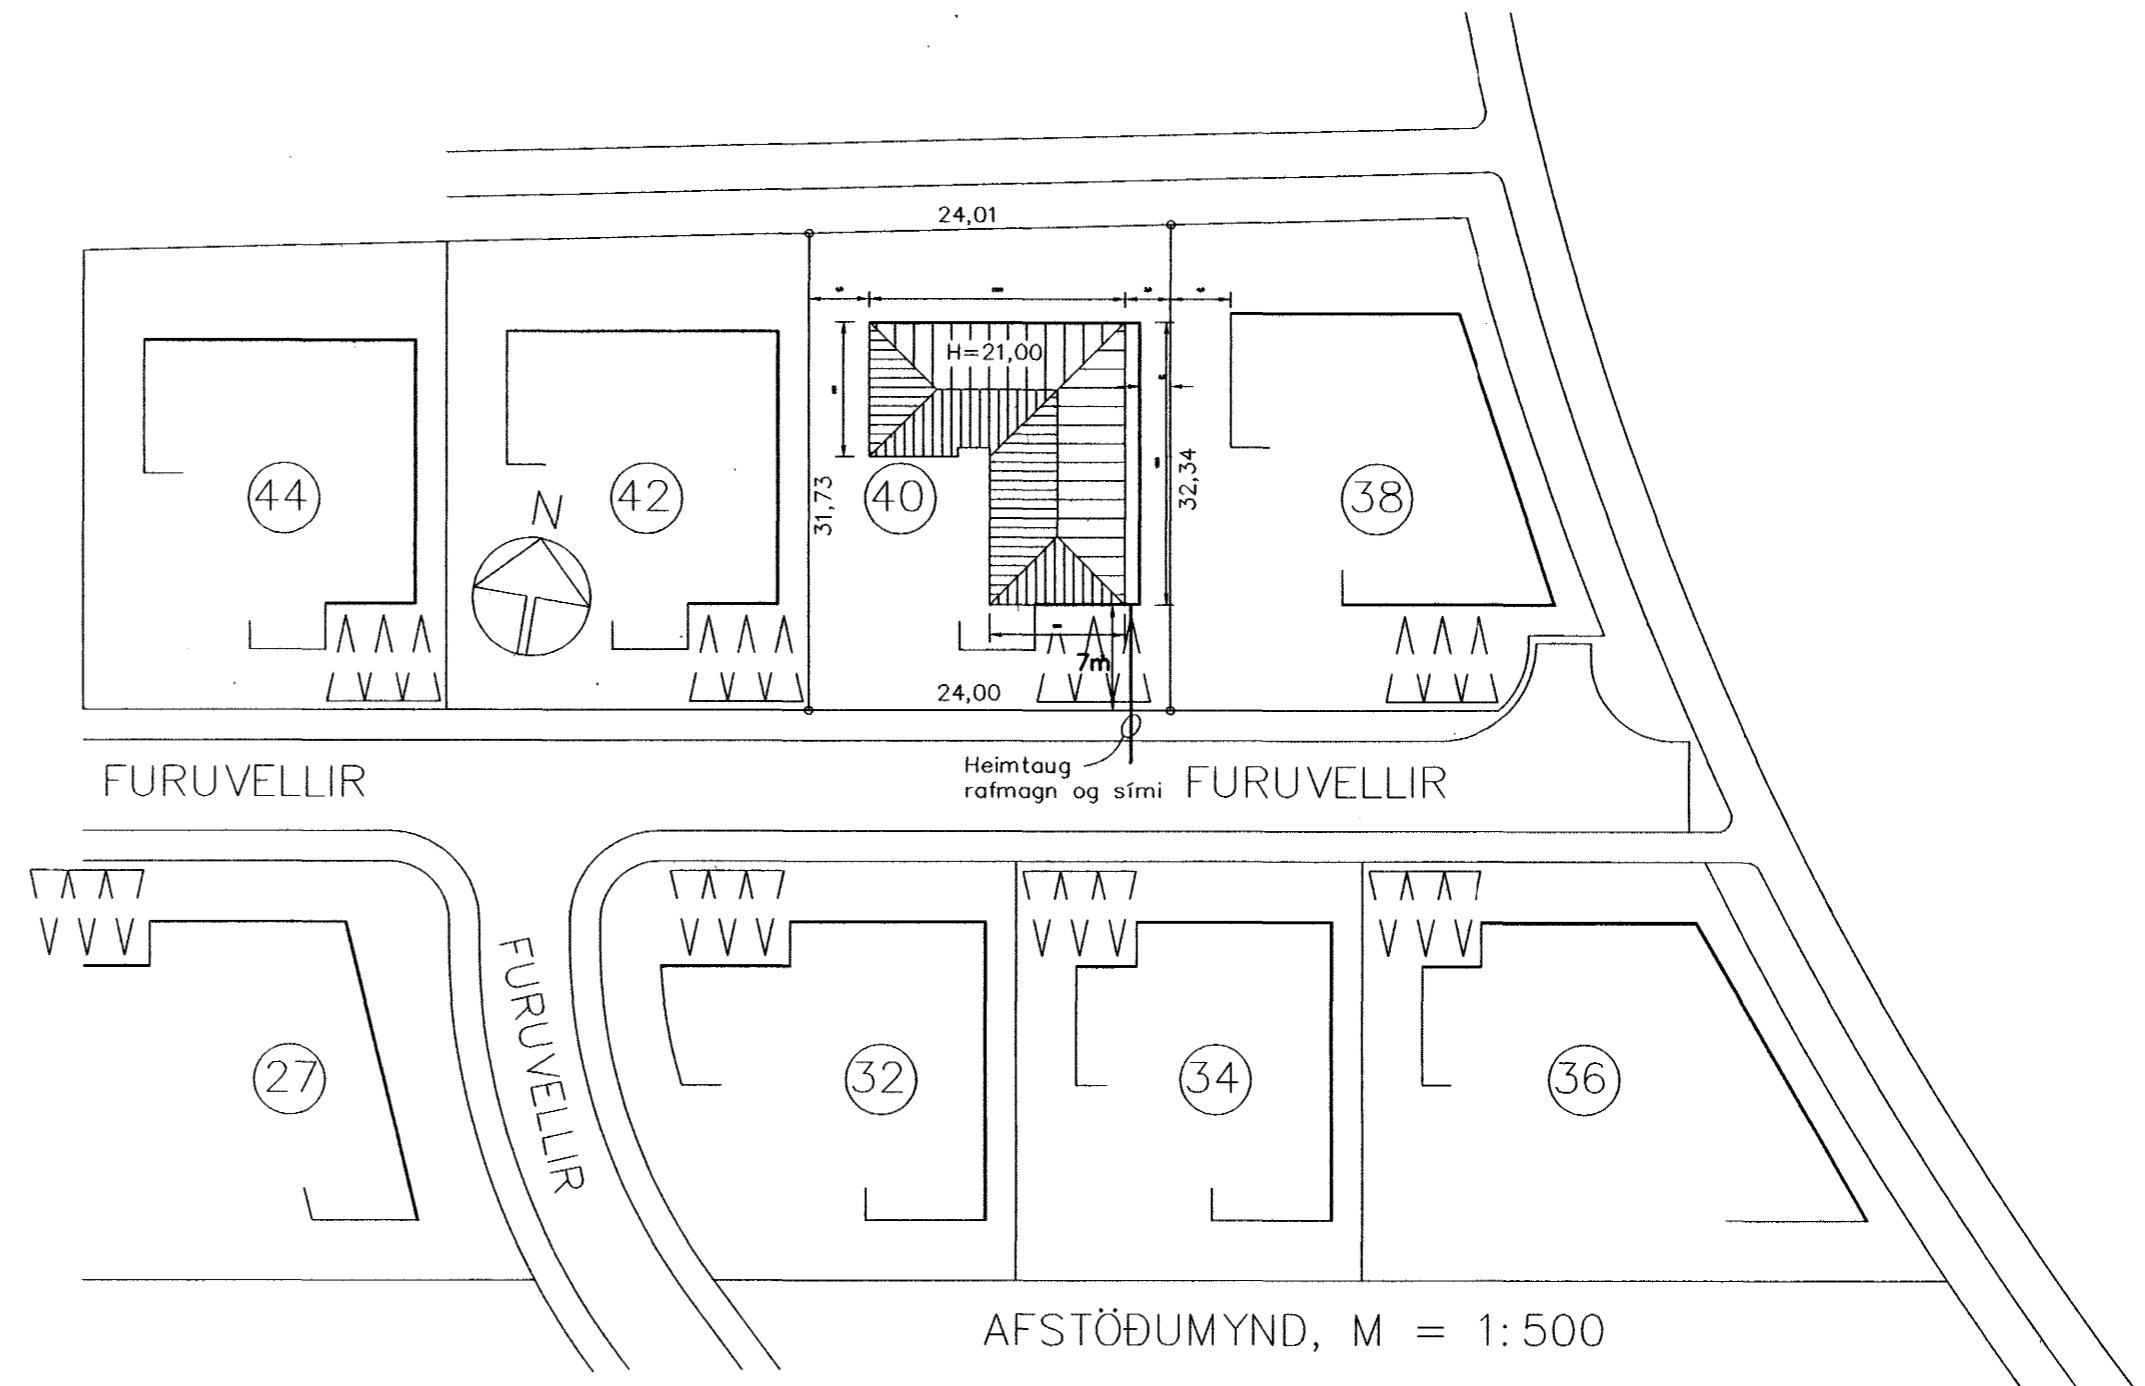 24,01
H=21,00
44
N
42
31,73
40
32,34
38
7m
24,00
Heimtaug
rafmagn og sími
FURUVELLIR
FURUVELLIR
FURUVELLIR
27
32
34
36
AFSTÖÐUMYND, M = 1:500